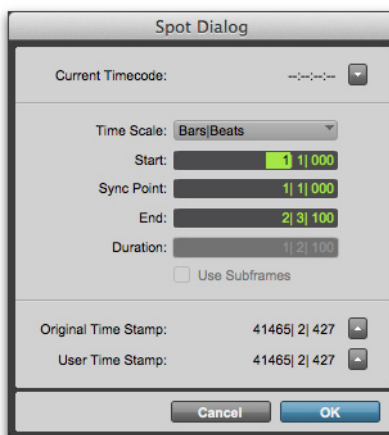 Spot Dialog
Current Timecode: --:--:--:--
Time Scale: Bars|Beats
Start: 1| 1| 000
Sync Point: 1| 1| 000
End: 2| 3| 100
Duration: 1| 2| 100
Use Subframes
Original Time Stamp: 41465| 2| 427
User Time Stamp: 41465| 2| 427
Cancel OK